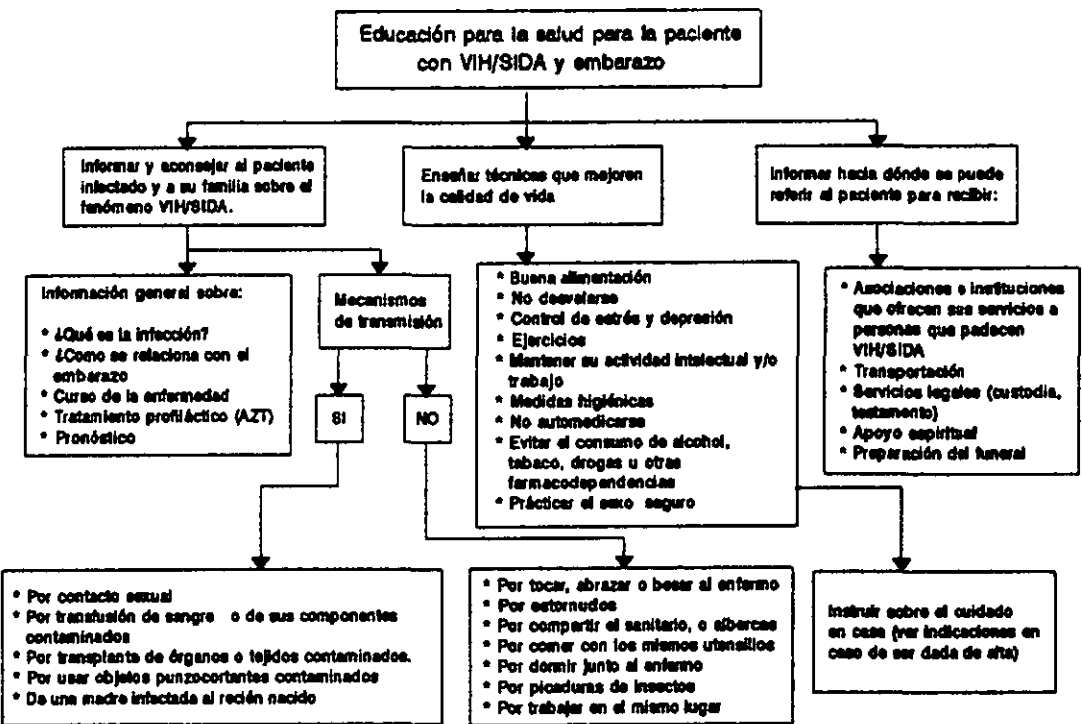 Educación para la salud para la paciente
con VIH/SIDA y embarazo
Informar y aconsejar al paciente
infectado y a su familia sobre el
fenómeno VIH/SIDA.
Enseñar técnicas que mejoren
la calidad de vida
Informar hacia dónde se puede
referir al paciente para recibir:
Información general sobre:
* ¿Qué es la infección?
* ¿Como se relaciona con el
embarazo
* Curso de la enfermedad
* Tratamiento profiláctico (AZT)
* Pronóstico
Mecanismos
de transmisión
SI
NO
* Buena alimentación
* No desvelarse
* Control de estrés y depresión
* Ejercicios
* Mantener su actividad intelectual y/o
trabajo
* Medidas higiénicas
* No automedicarse
* Evitar el consumo de alcohol,
tabaco, drogas u otras
farmacodependencias
* Prácticar el sexo seguro
* Asociaciones e instituciones
que ofrecen sus servicios a
personas que padecen
VIH/SIDA
* Transportación
* Servicios legales (custodia,
testamento)
* Apoyo espiritual
* Preparación del funeral
* Por contacto sexual
* Por transfusión de sangre o de sus componentes
contaminados
* Por transplante de órganos o tejidos contaminados.
* Por usar objetos punzocortantes contaminados
* De una madre infectada al recién nacido
* Por tocar, abrazar o besar al enfermo
* Por estornudos
* Por compartir el sanitario, o albercas
* Por comer con los mismos utensilios
* Por dormir junto al enfermo
* Por picaduras de insectos
* Por trabajar en el mismo lugar
Instruir sobre el cuidado
en casa (ver indicaciones en
caso de ser dada de alta)